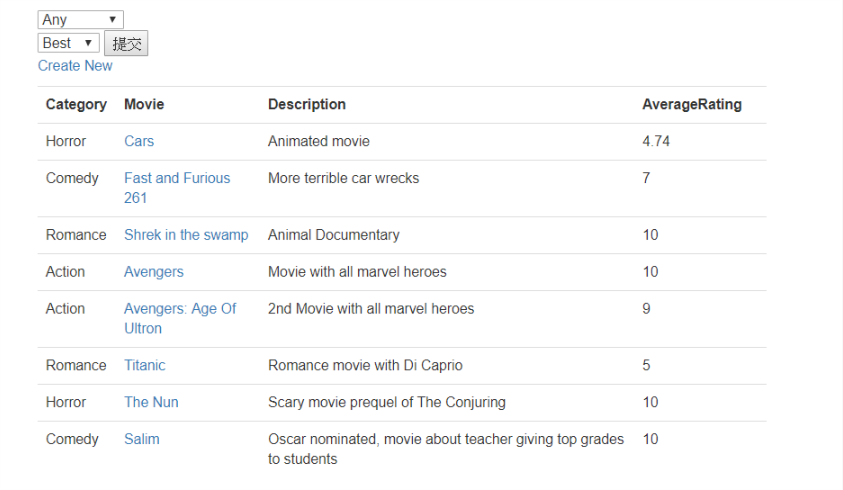 Any
Best 提交
Create New
Category Movie Description AverageRating
Horror Cars Animated movie 4.74
Comedy Fast and Furious More terrible car wrecks 7
261
Romance Shrek in the swamp Animal Documentary 10
Action Avengers Movie with all marvel heroes 10
Action Avengers: Age Of 2nd Movie with all marvel heroes 9
Ultron
Romance Titanic Romance movie with Di Caprio 5
Horror The Nun Scary movie prequel of The Conjuring 10
Comedy Salim Oscar nominated, movie about teacher giving top grades 10
to students